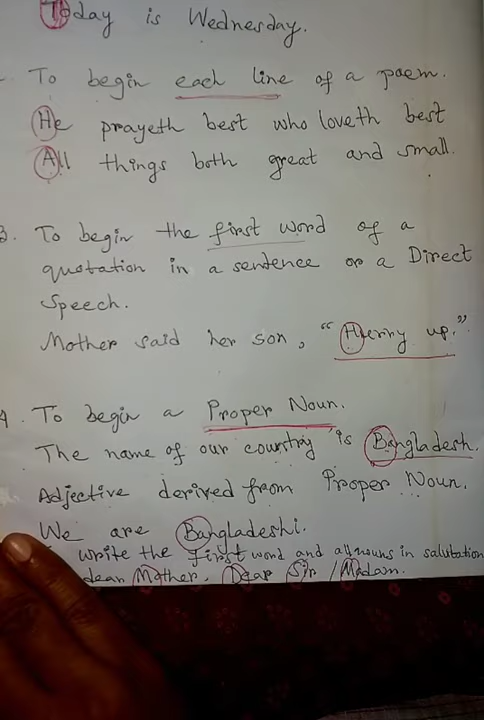 Today is Wednesday.
To begin each line of a poem.
He prayeth best who loveth best
All things both great and small.
3. To begin the first word of a
quotation in a sentence or a Direct
Speech.
Mother said her son, "Hurry up."
4. To begin a Proper Noun.
The name of our country is Bangladesh.
Adjective derived from Proper Noun.
We are Bangladeshi.
write the first word and all nouns in salutation
dear Mother, Dear Sir / Madam.